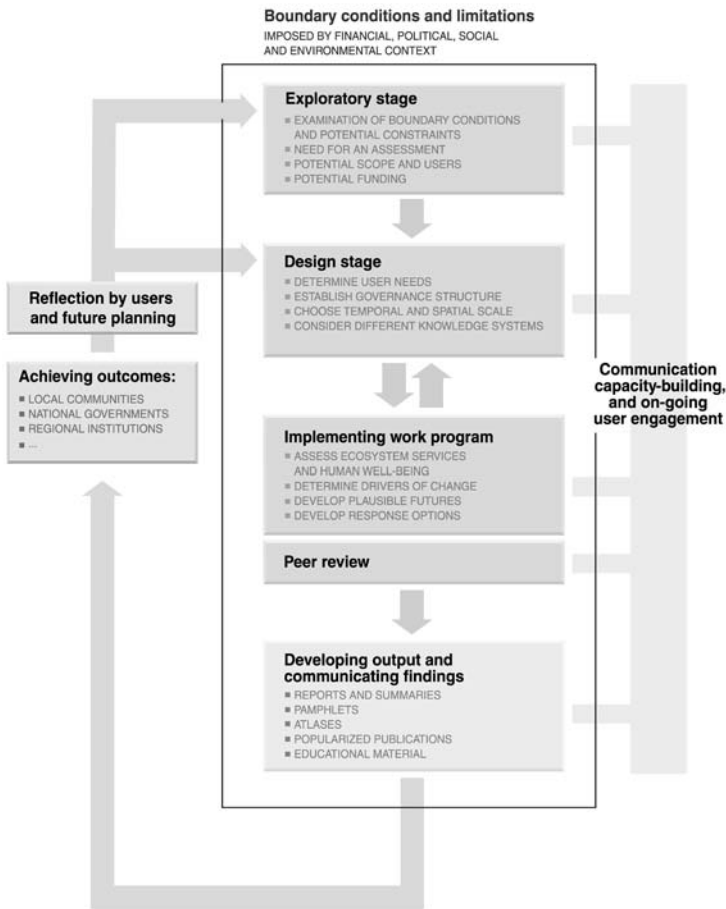 Boundary conditions and limitations
IMPOSED BY FINANCIAL, POLITICAL, SOCIAL
AND ENVIRONMENTAL CONTEXT
Exploratory stage
■ EXAMINATION OF BOUNDARY CONDITIONS
AND POTENTIAL CONSTRAINTS
■ NEED FOR AN ASSESSMENT
■ POTENTIAL SCOPE AND USERS
■ POTENTIAL FUNDING
Design stage
■ DETERMINE USER NEEDS
■ ESTABLISH GOVERNANCE STRUCTURE
■ CHOOSE TEMPORAL AND SPATIAL SCALE
■ CONSIDER DIFFERENT KNOWLEDGE SYSTEMS
Reflection by users
and future planning
Achieving outcomes:
■ LOCAL COMMUNITIES
■ NATIONAL GOVERNMENTS
■ REGIONAL INSTITUTIONS
■ ...
Communication
capacity-building,
and on-going
user engagement
Implementing work program
■ ASSESS ECOSYSTEM SERVICES
AND HUMAN WELL-BEING
■ DETERMINE DRIVERS OF CHANGE
■ DEVELOP PLAUSIBLE FUTURES
■ DEVELOP RESPONSE OPTIONS
Peer review
Developing output and
communicating findings
■ REPORTS AND SUMMARIES
■ PAMPHLETS
■ ATLASES
■ POPULARIZED PUBLICATIONS
■ EDUCATIONAL MATERIAL